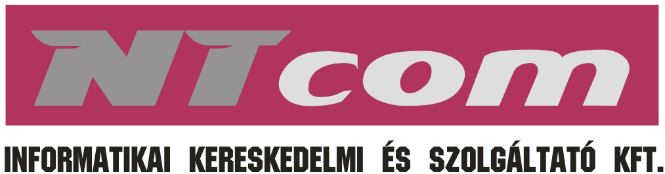 NTcom
INFORMATIKAI KERESKEDELMI ÉS SZOLGÁLTATÓ KFT.